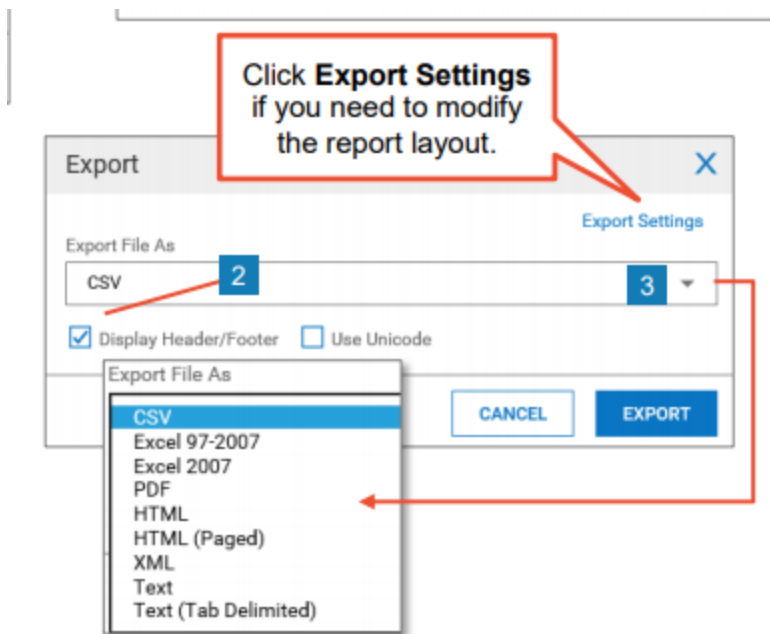 Click Export Settings
if you need to modify
the report layout.
Export
Export Settings
Export File As
CSV
2
3
Display Header/Footer
Use Unicode
Export File As
CANCEL
EXPORT
CSV
Excel 97-2007
Excel 2007
PDF
HTML
HTML (Paged)
XML
Text
Text (Tab Delimited)